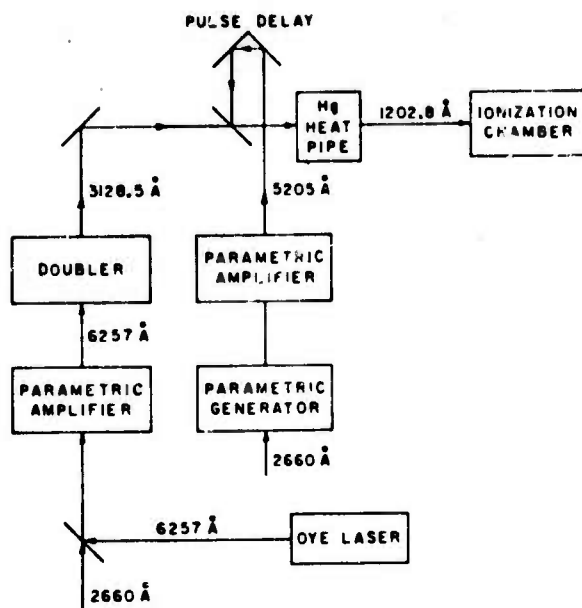 PULSE DELAY
Hg
HEAT
PIPE
1202.8 Å
IONIZATION
CHAMBER
3128.5 Å
5205 Å
DOUBLER
PARAMETRIC
AMPLIFIER
6257 Å
PARAMETRIC
AMPLIFIER
PARAMETRIC
GENERATOR
2660 Å
6257 Å
DYE LASER
2660 Å